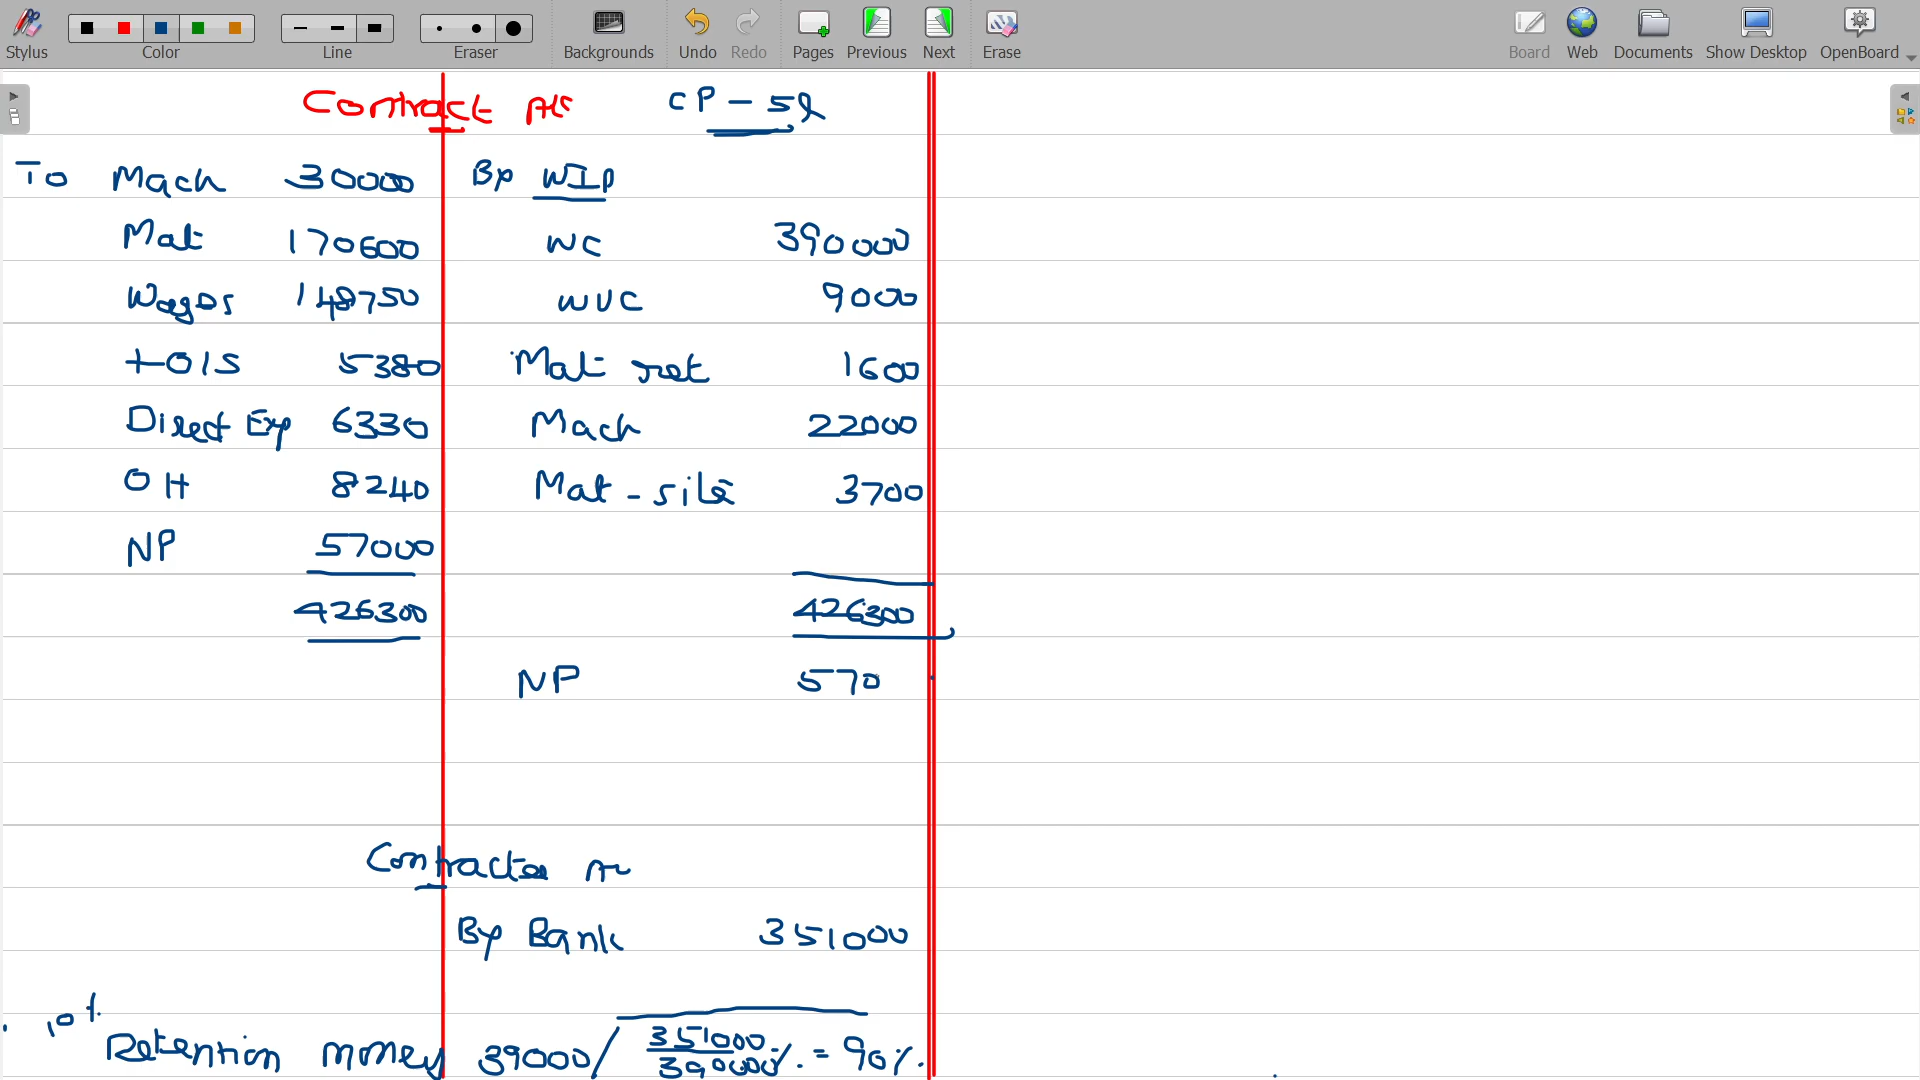 Stylus Color Line Eraser Backgrounds Undo Redo Pages Previous Next Erase Board Web Documents Show Desktop OpenBoard
Contract A/c CP - 5l
To Mach 30000 By WIP
Mat 170600 WC 390000
Wages 148750 WUC 9000
5380 Mat ret 1600
Direct Exp 6330 Mach 22000
OH 8240 Mat - site 3700
NP 57000
426300 426300
NP 570
Contractee A/c
By Bank 351000
10%
Retention money 39000 / 351000/390000 % = 90%.